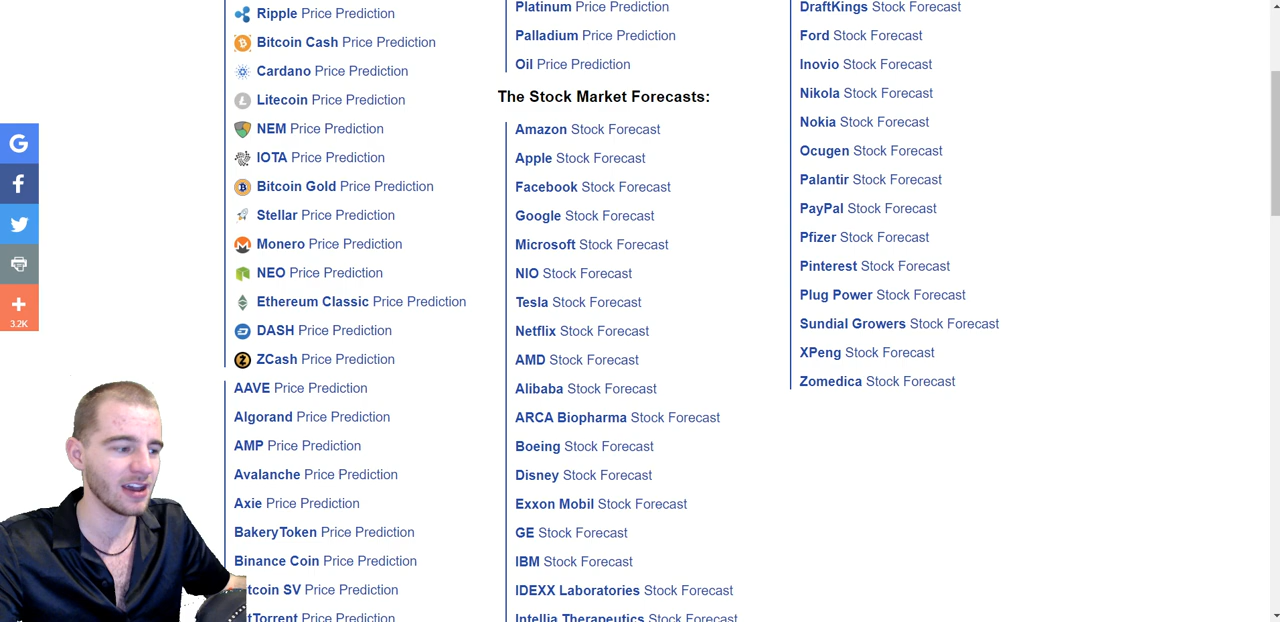 Ripple Price Prediction
Bitcoin Cash Price Prediction
Cardano Price Prediction
Litecoin Price Prediction
NEM Price Prediction
IOTA Price Prediction
Bitcoin Gold Price Prediction
Stellar Price Prediction
Monero Price Prediction
NEO Price Prediction
Ethereum Classic Price Prediction
DASH Price Prediction
ZCash Price Prediction
AAVE Price Prediction
Algorand Price Prediction
AMP Price Prediction
Avalanche Price Prediction
Axie Price Prediction
BakeryToken Price Prediction
Binance Coin Price Prediction
tcoin SV Price Prediction
tTorrent Price Prediction
Platinum Price Prediction
Palladium Price Prediction
Oil Price Prediction
The Stock Market Forecasts:
Amazon Stock Forecast
Apple Stock Forecast
Facebook Stock Forecast
Google Stock Forecast
Microsoft Stock Forecast
NIO Stock Forecast
Tesla Stock Forecast
Netflix Stock Forecast
AMD Stock Forecast
Alibaba Stock Forecast
ARCA Biopharma Stock Forecast
Boeing Stock Forecast
Disney Stock Forecast
Exxon Mobil Stock Forecast
GE Stock Forecast
IBM Stock Forecast
IDEXX Laboratories Stock Forecast
Intellia Therapeutics Stock Forecast
DraftKings Stock Forecast
Ford Stock Forecast
Inovio Stock Forecast
Nikola Stock Forecast
Nokia Stock Forecast
Ocugen Stock Forecast
Palantir Stock Forecast
PayPal Stock Forecast
Pfizer Stock Forecast
Pinterest Stock Forecast
Plug Power Stock Forecast
Sundial Growers Stock Forecast
XPeng Stock Forecast
Zomedica Stock Forecast
3.2K